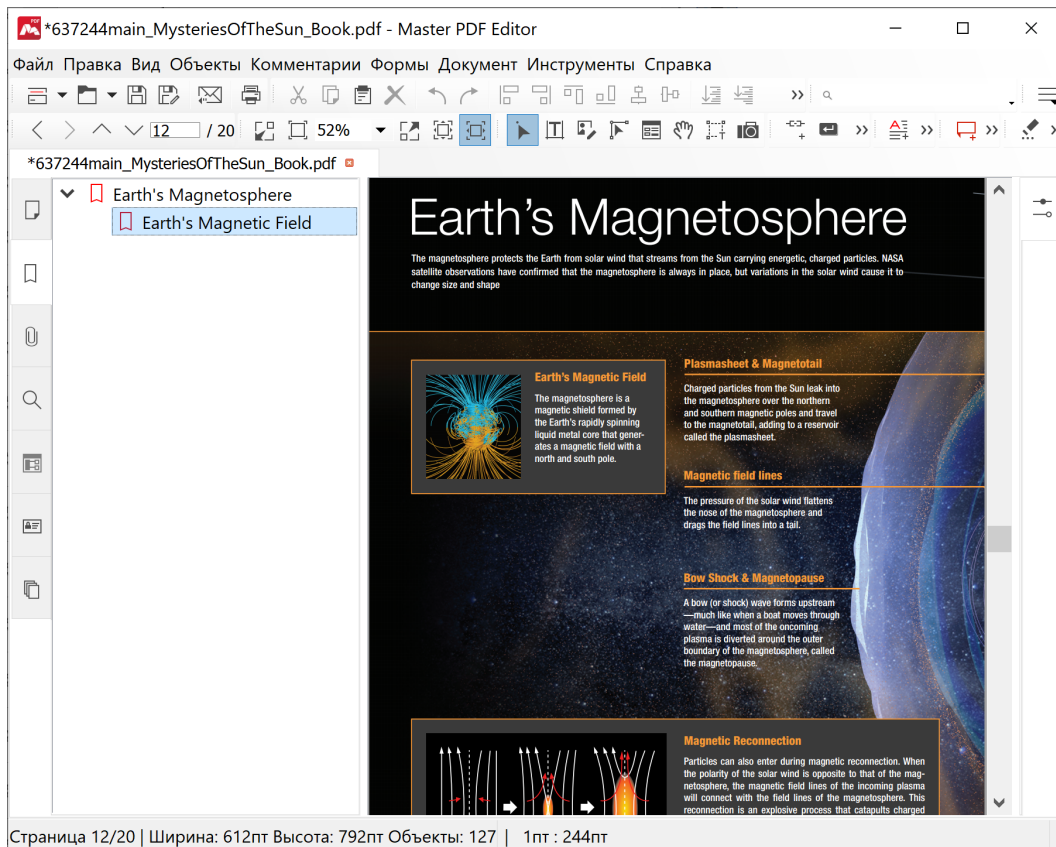 *637244main_MysteriesOfTheSun_Book.pdf - Master PDF Editor
Файл Правка Вид Объекты Комментарии Формы Документ Инструменты Справка
12 / 20 52%
*637244main_MysteriesOfTheSun_Book.pdf
Earth's Magnetosphere
Earth's Magnetic Field
Earth’s Magnetosphere
The magnetosphere protects the Earth from solar wind that streams from the Sun carrying energetic, charged particles. NASA
satellite observations have confirmed that the magnetosphere is always in place, but variations in the solar wind cause it to
change size and shape
Earth’s Magnetic Field
The magnetosphere is a
magnetic shield formed by
the Earth’s rapidly spinning
liquid metal core that gener-
ates a magnetic field with a
north and south pole.
Plasmasheet & Magnetotail
Charged particles from the Sun leak into
the magnetosphere over the northern
and southern magnetic poles and travel
to the magnetotail, adding to a reservoir
called the plasmasheet.
Magnetic field lines
The pressure of the solar wind flattens
the nose of the magnetosphere and
drags the field lines into a tail.
Bow Shock & Magnetopause
A bow (or shock) wave forms upstream
—much like when a boat moves through
water—and most of the oncoming
plasma is diverted around the outer
boundary of the magnetosphere, called
the magnetopause.
Magnetic Reconnection
Particles can also enter during magnetic reconnection. When
the polarity of the solar wind is opposite to that of the mag-
netosphere, the magnetic field lines of the incoming plasma
will connect with the field lines of the magnetosphere. This
reconnection is an explosive process that catapults charged
Страница 12/20 | Ширина: 612пт Высота: 792пт Объекты: 127 | 1пт : 244пт